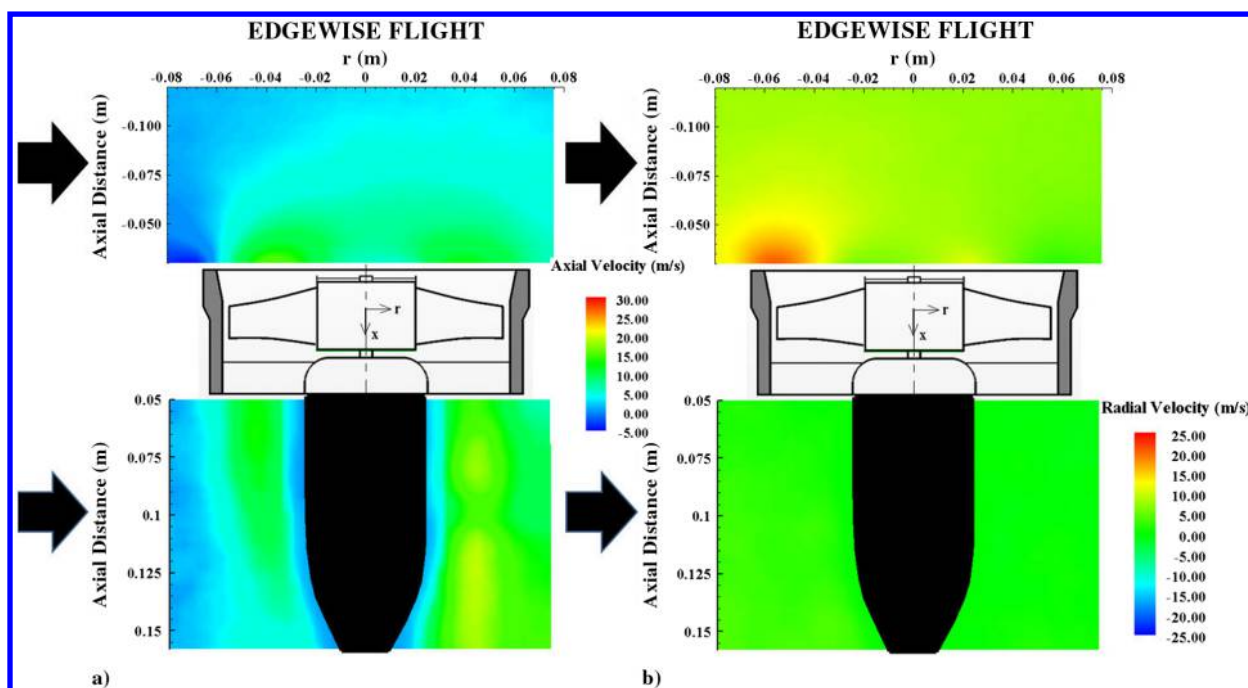 EDGEWISE FLIGHT
r (m)
-0.08 -0.06 -0.04 -0.02 0 0.02 0.04 0.06 0.08
Axial Distance (m)
-0.100
-0.075
-0.050
Axial Velocity (m/s)
30.00
25.00
20.00
15.00
10.00
5.00
0.00
-5.00
r
x
Axial Distance (m)
0.05
0.075
0.1
0.125
0.15
a)
EDGEWISE FLIGHT
r (m)
-0.08 -0.06 -0.04 -0.02 0 0.02 0.04 0.06 0.08
Axial Distance (m)
-0.100
-0.075
-0.050
r
x
Radial Velocity (m/s)
25.00
20.00
15.00
10.00
5.00
0.00
-5.00
-10.00
-15.00
-20.00
-25.00
Axial Distance (m)
0.05
0.075
0.1
0.125
0.15
b)